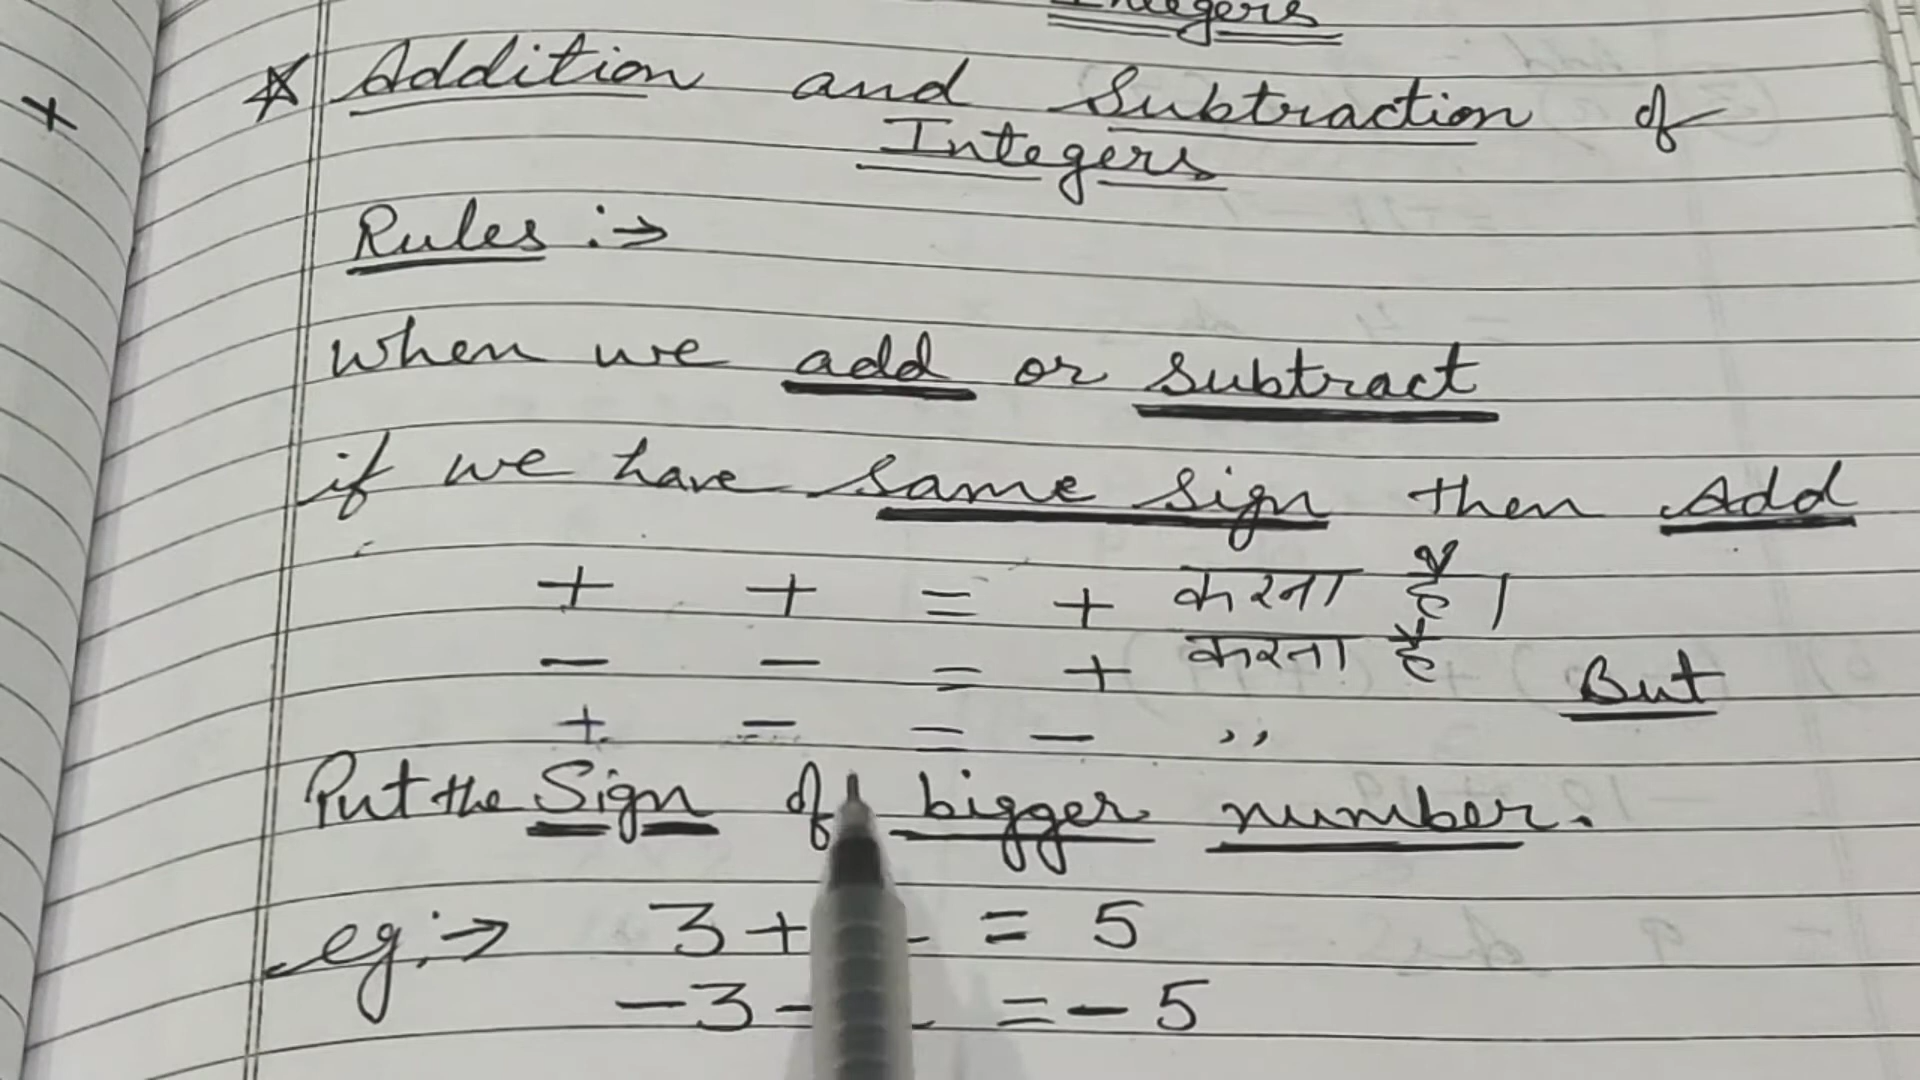 Integers
☆ Addition and Subtraction of
Integers
Rules :→
when we add or subtract
if we have same sign then Add
+ + = + करना है।
- - = + करना है But
+ - = - ,,
Put the Sign of bigger number.
eg:→ 3+ = 5
-3- = -5
+